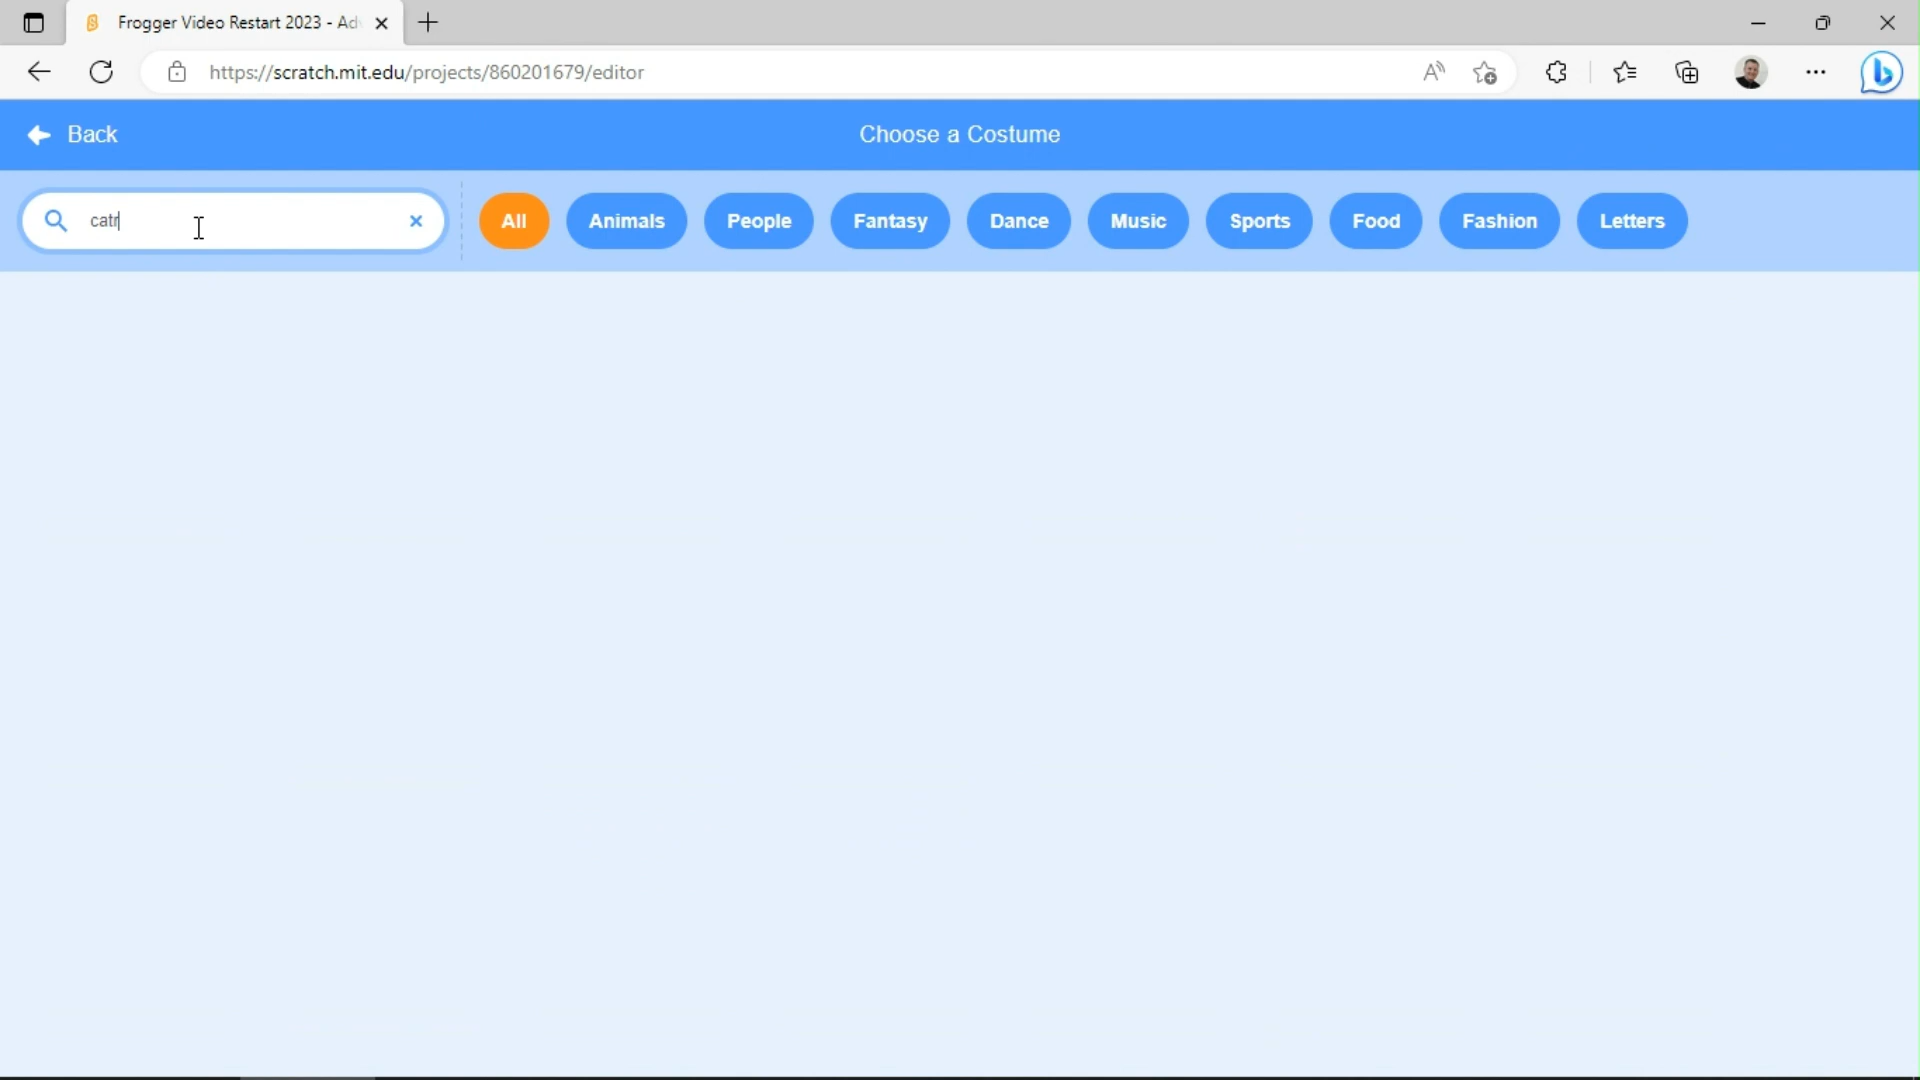 Frogger Video Restart 2023 - Ad
https://scratch.mit.edu/projects/860201679/editor
Back
Choose a Costume
catr
All
Animals
People
Fantasy
Dance
Music
Sports
Food
Fashion
Letters